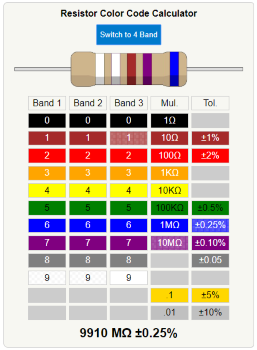 Resistor Color Code Calculator
Switch to 4 Band
Band 1 Band 2 Band 3 Mul. Tol.
0 0 0 1Ω
1 1 1 10Ω ±1%
2 2 2 100Ω ±2%
3 3 3 1KΩ
4 4 4 10KΩ
5 5 5 100KΩ ±0.5%
6 6 6 1MΩ ±0.25%
7 7 7 10MΩ ±0.10%
8 8 8 ±0.05
9 9 9
.1 ±5%
.01 ±10%
9910 MΩ ±0.25%